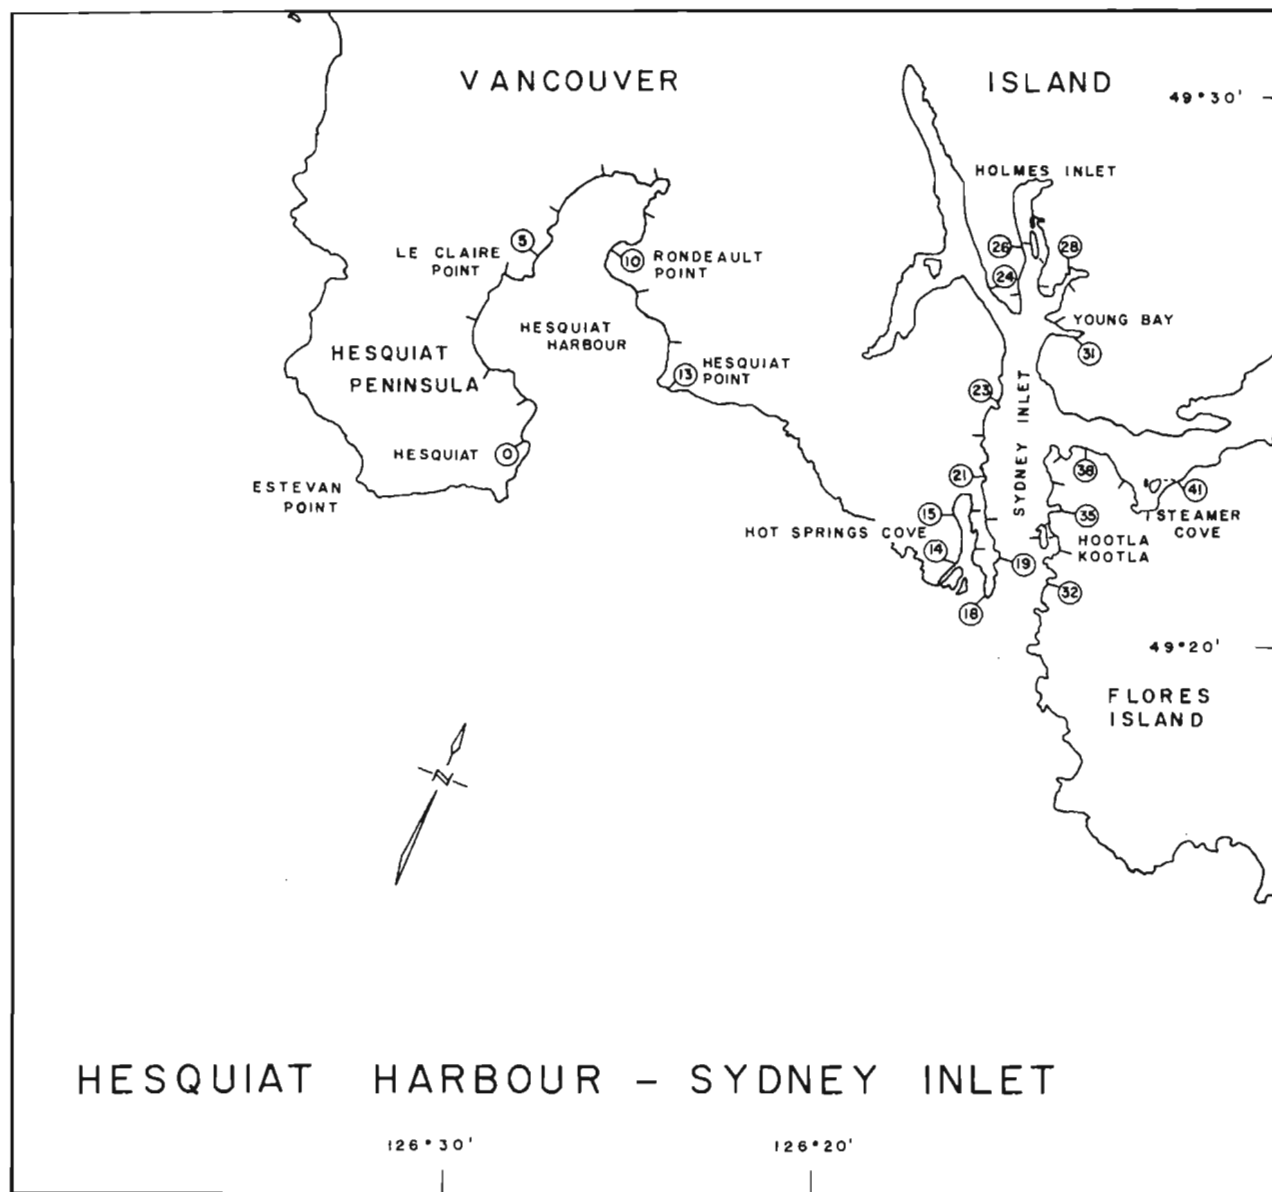 VANCOUVER ISLAND
49°30'
HOLMES INLET
5
LE CLAIRE
POINT
10
RONDEAULT
POINT
26
28
24
HESQUIAT
HARBOUR
YOUNG BAY
HESQUIAT
PENINSULA
13
HESQUIAT
POINT
31
23
SYDNEY INLET
HESQUIAT
0
38
ESTEVAN
POINT
21
41
15
35
STEAMER
COVE
HOT SPRINGS COVE
HOOTLA
KOOTLA
14
19
32
18
49°20'
FLORES
ISLAND
N
HESQUIAT HARBOUR – SYDNEY INLET
126°30'
126°20'